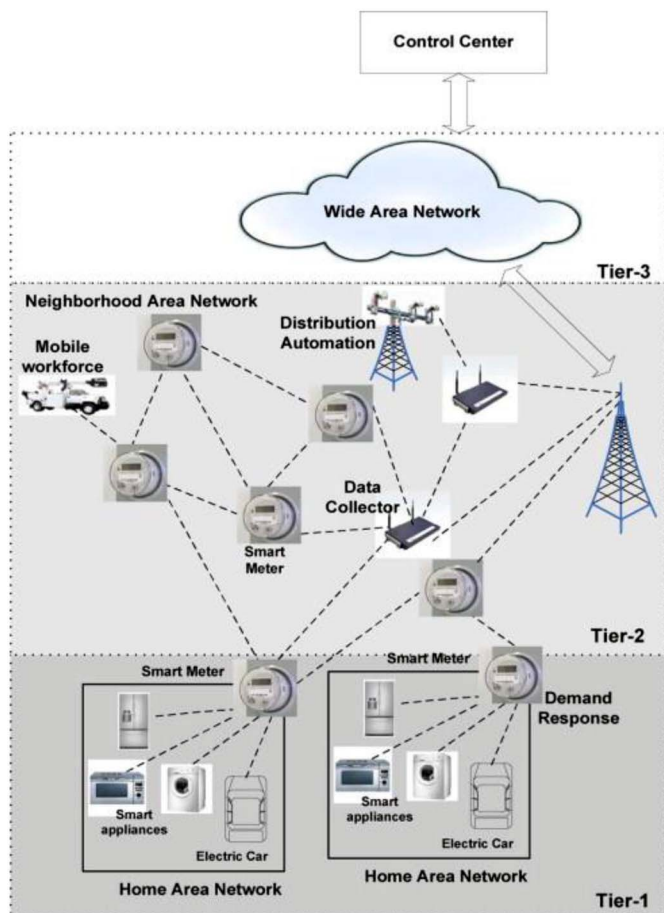 Control Center
Wide Area Network
Tier-3
Neighborhood Area Network
Distribution
Automation
Mobile
workforce
Data
Collector
Smart
Meter
Tier-2
Smart Meter
Smart Meter
Demand
Response
Smart
appliances
Smart
appliances
Electric Car
Electric Car
Home Area Network
Home Area Network
Tier-1